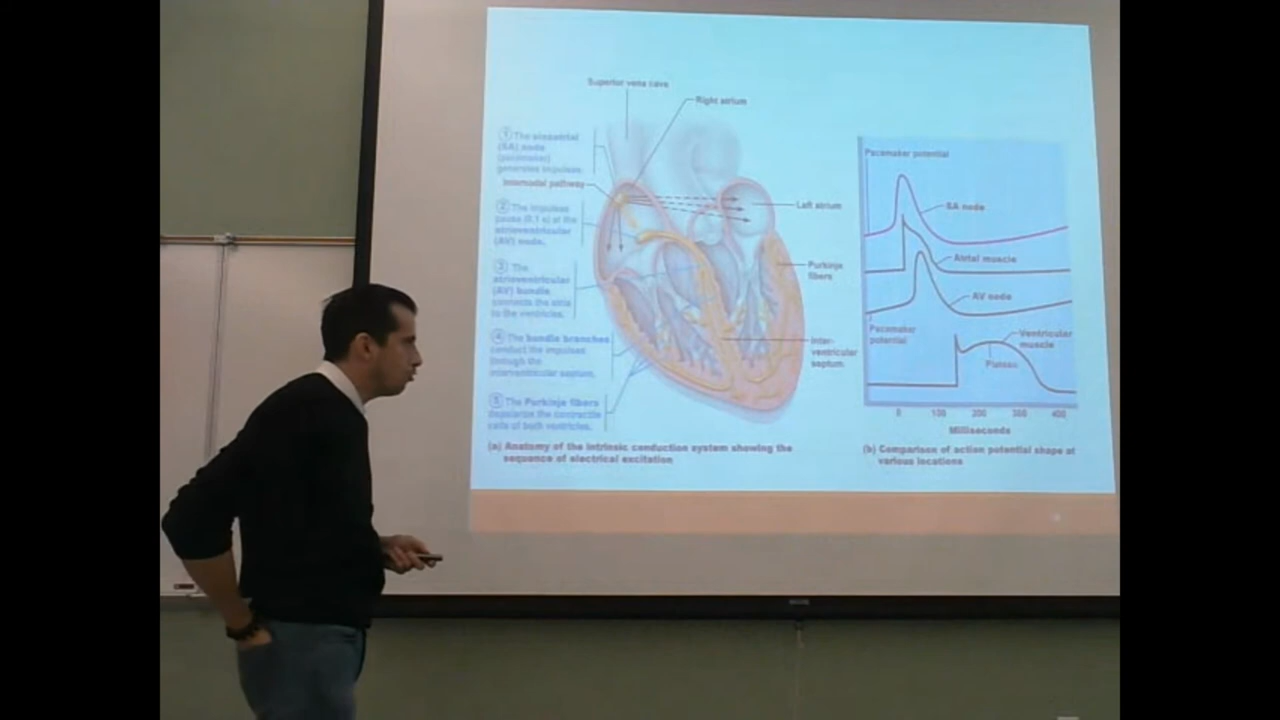 Superior vena cava
Right atrium
① The sinoatrial
(SA) node
(pacemaker)
generates impulses.
Internodal pathway
② The impulses
pause (0.1 s) at the
atrioventricular
(AV) node.
Left atrium
③ The
atrioventricular
(AV) bundle
connects the atria
to the ventricles.
Purkinje
fibers
④ The bundle branches
conduct the impulses
through the
interventricular septum.
Inter-
ventricular
septum
⑤ The Purkinje fibers
depolarize the contractile
cells of both ventricles.
(a) Anatomy of the intrinsic conduction system showing the
sequence of electrical excitation
Pacemaker potential
SA node
Atrial muscle
AV node
Pacemaker
potential
Ventricular
muscle
Plateau
0 100 200 300 400
Milliseconds
(b) Comparison of action potential shape at
various locations